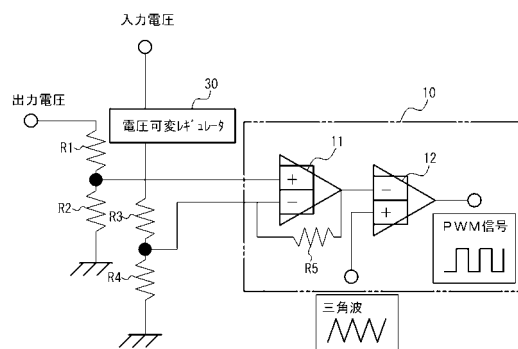 入力電圧
30
10
出力電圧
電圧可変ﾚｷﾞｭﾚｰﾀ
R1
11
12
+
−
−
+
R2
R3
R4
R5
PWM信号
三角波